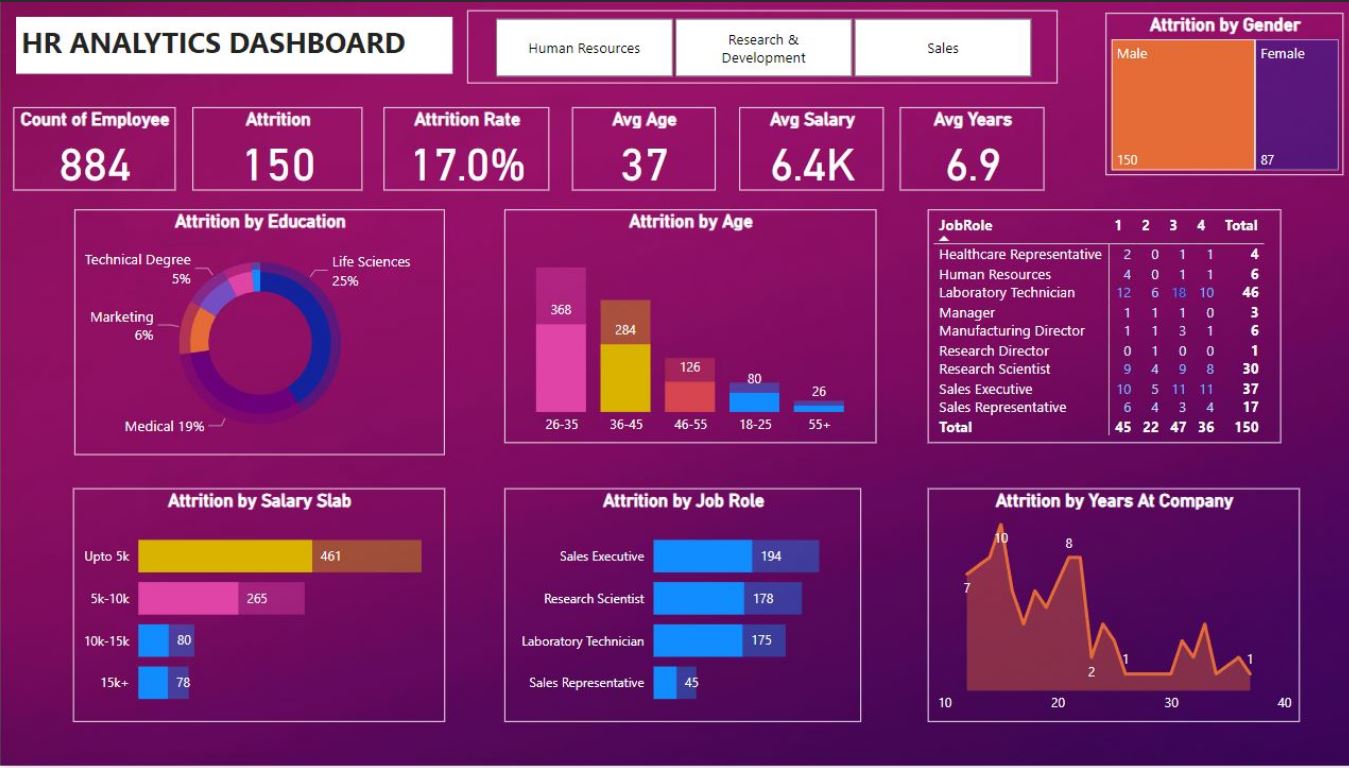 HR ANALYTICS DASHBOARD
Human Resources
Research &
Development
Sales
Attrition by Gender
Male
Female
150
87
Count of Employee
884
Attrition
150
Attrition Rate
17.0%
Avg Age
37
Avg Salary
6.4K
Avg Years
6.9
Attrition by Education
Technical Degree
5%
Life Sciences
25%
Marketing
6%
Medical 19%
Attrition by Age
368
284
126
80
26
26-35 36-45 46-55 18-25 55+
JobRole 1 2 3 4 Total
Healthcare Representative 2 0 1 1 4
Human Resources 4 0 1 1 6
Laboratory Technician 12 6 18 10 46
Manager 1 1 1 0 3
Manufacturing Director 1 1 3 1 6
Research Director 0 1 0 0 1
Research Scientist 9 4 9 8 30
Sales Executive 10 5 11 11 37
Sales Representative 6 4 3 4 17
Total 45 22 47 36 150
Attrition by Salary Slab
Upto 5k 461
5k-10k 265
10k-15k 80
15k+ 78
Attrition by Job Role
Sales Executive 194
Research Scientist 178
Laboratory Technician 175
Sales Representative 45
Attrition by Years At Company
7
10
8
2
1
1
10 20 30 40